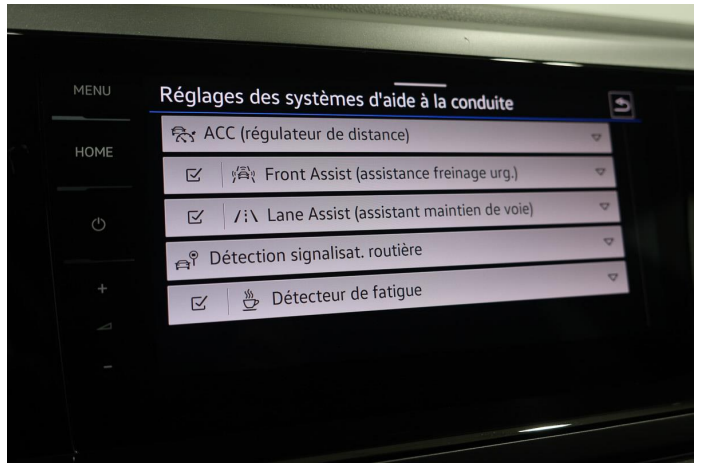 MENU
Réglages des systèmes d'aide à la conduite
ACC (régulateur de distance)
HOME
Front Assist (assistance freinage urg.)
Lane Assist (assistant maintien de voie)
Détection signalisat. routière
Détecteur de fatigue